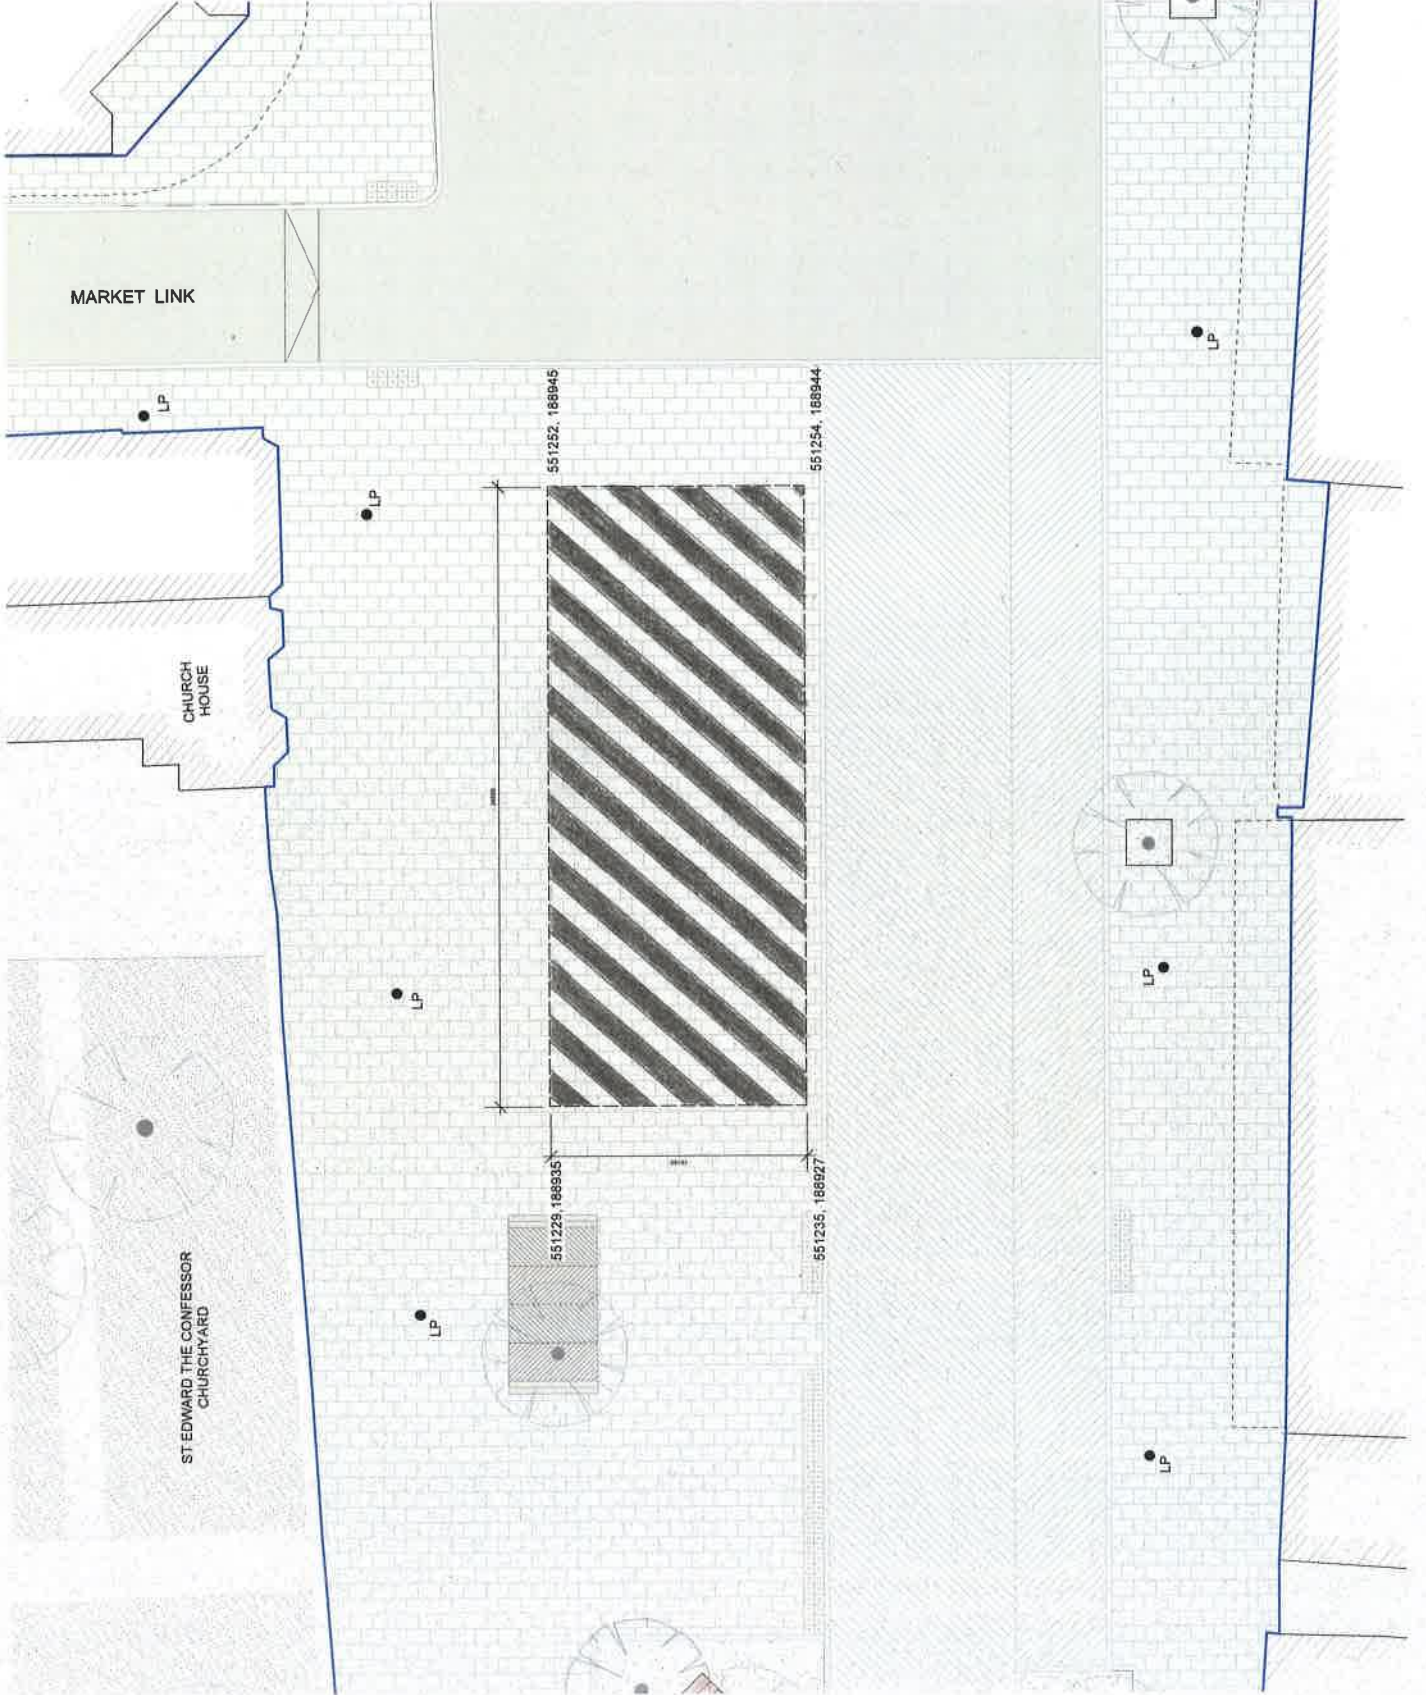 MARKET LINK
LP
LP
551252, 188945
551254, 188944
LP
CHURCH
HOUSE
LP
LP
551229,188935
551235, 188927
ST EDWARD THE CONFESSOR
CHURCHYARD
LP
LP